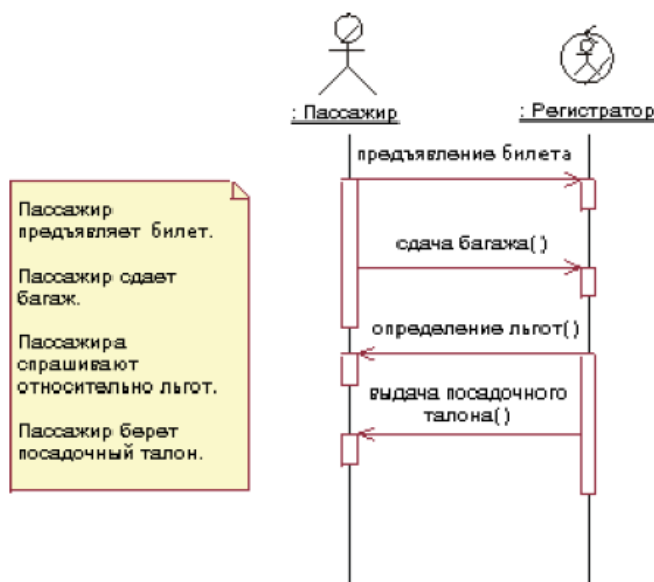 : Пассажир
: Регистратор
предъявление билета
Пассажир
предъявляет билет.
Пассажир сдает
багаж.
Пассажира
спрашивают
относительно льгот.
Пассажир берет
посадочный талон.
сдача багажа( )
определение льгот( )
выдача посадочного
талона( )